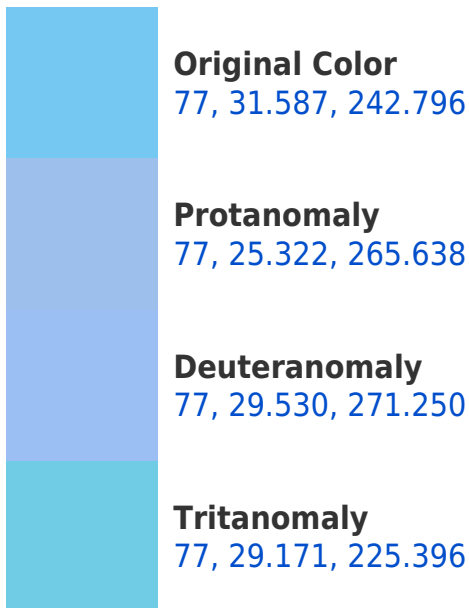 Original Color
77, 31.587, 242.796
Protanomaly
77, 25.322, 265.638
Deuteranomaly
77, 29.530, 271.250
Tritanomaly
77, 29.171, 225.396